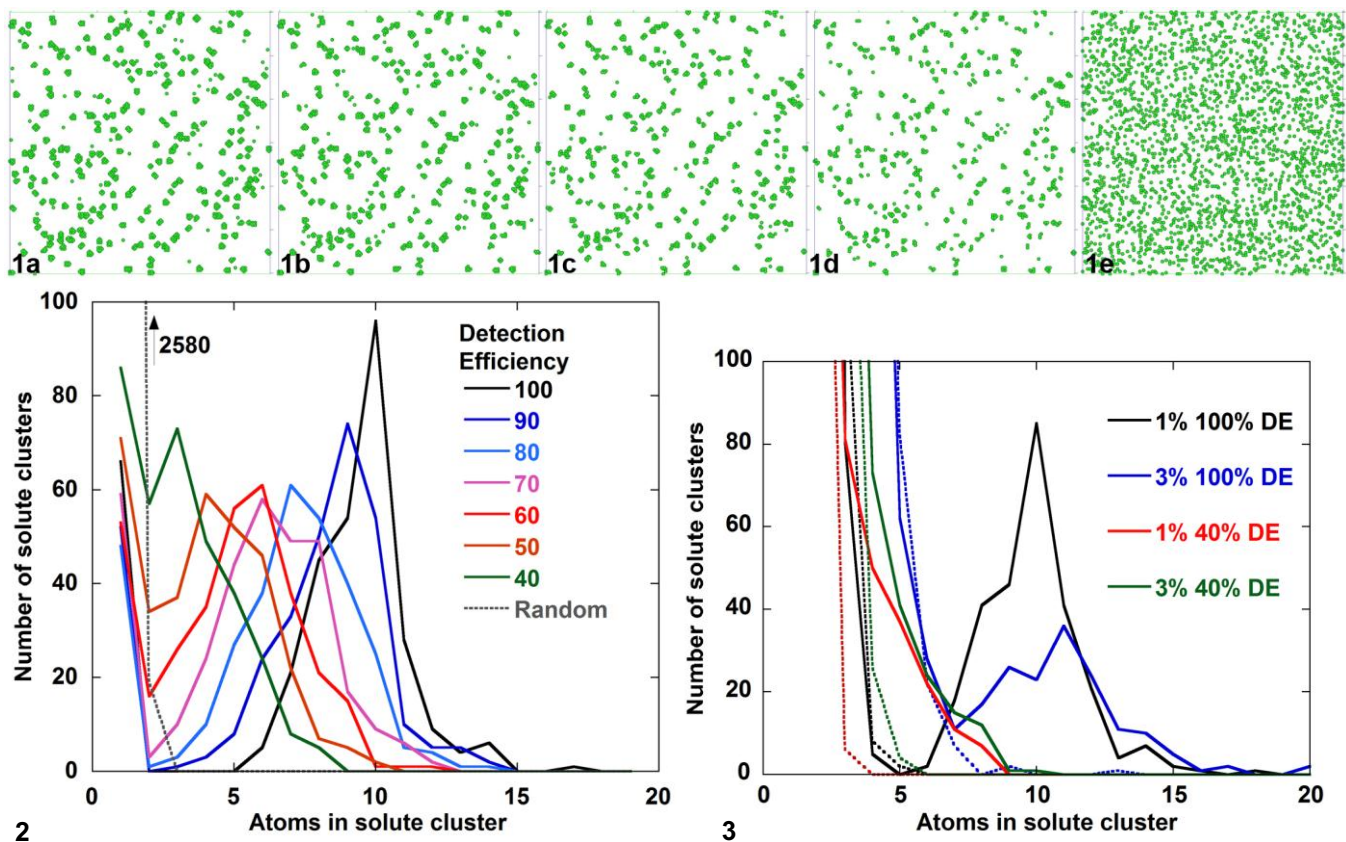 1a 1b 1c 1d 1e
100
80
60
40
20
0
2580
Detection
Efficiency
100
90
80
70
60
50
40
Random
0 5 10 15 20
Number of solute clusters
Atoms in solute cluster
2
100
80
60
40
20
0
1% 100% DE
3% 100% DE
1% 40% DE
3% 40% DE
0 5 10 15 20
Number of solute clusters
Atoms in solute cluster
3